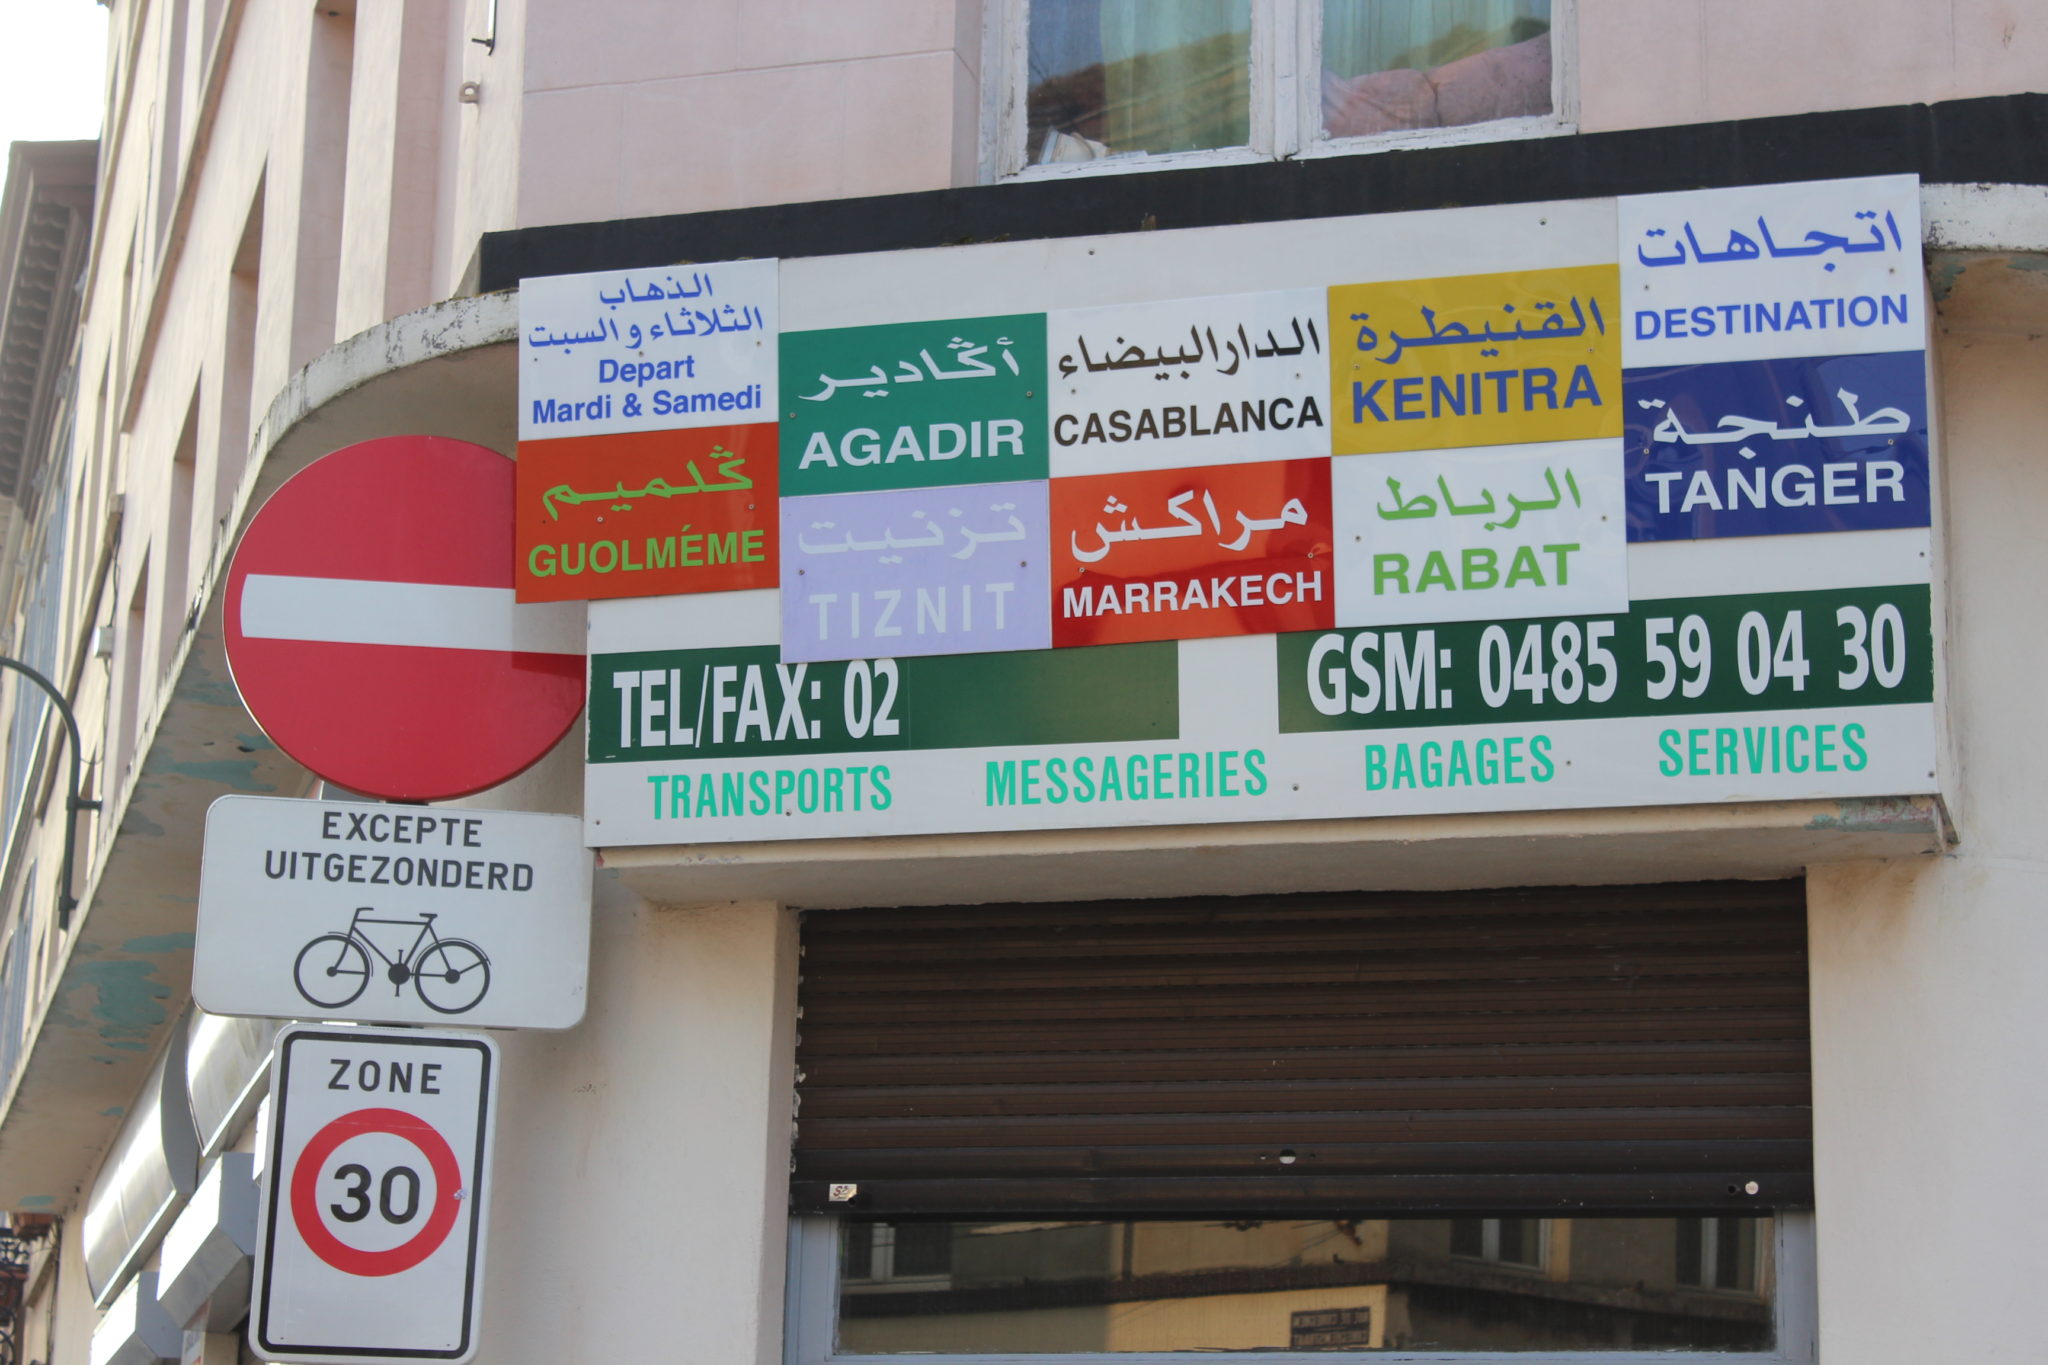 الذهاب
الثلاثاء و السبت
Depart
Mardi & Samedi
ڭلميم
GUOLMÉME
أڭادير
AGADIR
تزنيت
TIZNIT
الدارالبيضاء
CASABLANCA
مراكش
MARRAKECH
القنيطرة
KENITRA
الرباط
RABAT
اتجاهات
DESTINATION
طنجة
TANGER
TEL/FAX: 02
GSM: 0485 59 04 30
TRANSPORTS MESSAGERIES BAGAGES SERVICES
EXCEPTE
UITGEZONDERD
ZONE
30